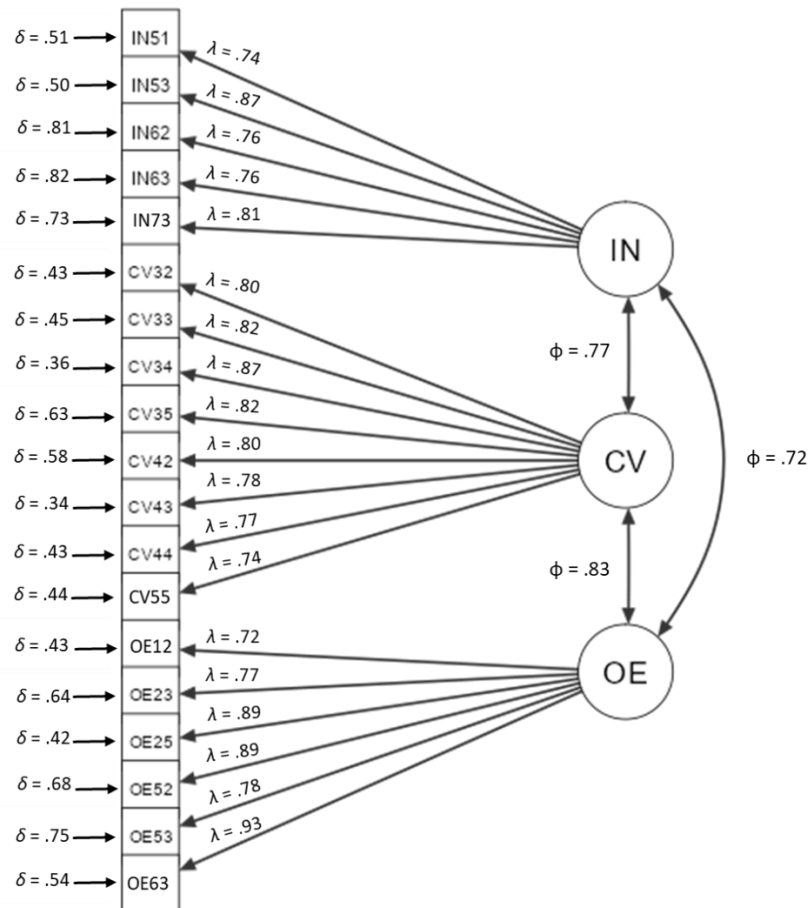 δ = .51 IN51 λ = .74
δ = .50 IN53 λ = .87
δ = .81 IN62 λ = .76
δ = .82 IN63 λ = .76
δ = .73 IN73 λ = .81
IN
δ = .43 CV32 λ = .80
δ = .45 CV33 λ = .82
ϕ = .77
δ = .36 CV34 λ = .87
δ = .63 CV35 λ = .82
δ = .58 CV42 λ = .80
CV
ϕ = .72
δ = .34 CV43 λ = .78
δ = .43 CV44 λ = .77
δ = .44 CV55 λ = .74
ϕ = .83
δ = .43 OE12 λ = .72
δ = .64 OE23 λ = .77
OE
δ = .42 OE25 λ = .89
δ = .68 OE52 λ = .89
δ = .75 OE53 λ = .78
δ = .54 OE63 λ = .93